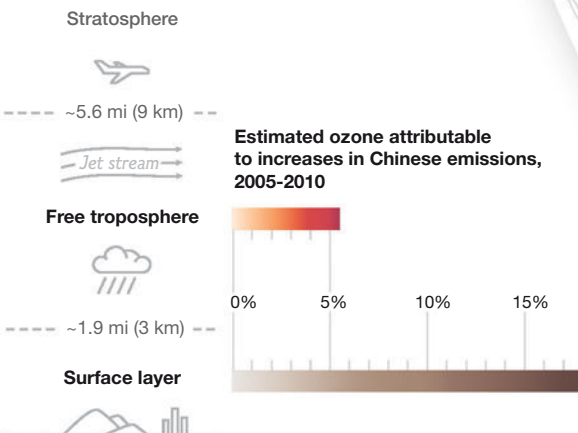 Stratosphere
~5.6 mi (9 km)
Jet stream
Estimated ozone attributable
to increases in Chinese emissions,
2005-2010
Free troposphere
0% 5% 10% 15%
~1.9 mi (3 km)
Surface layer